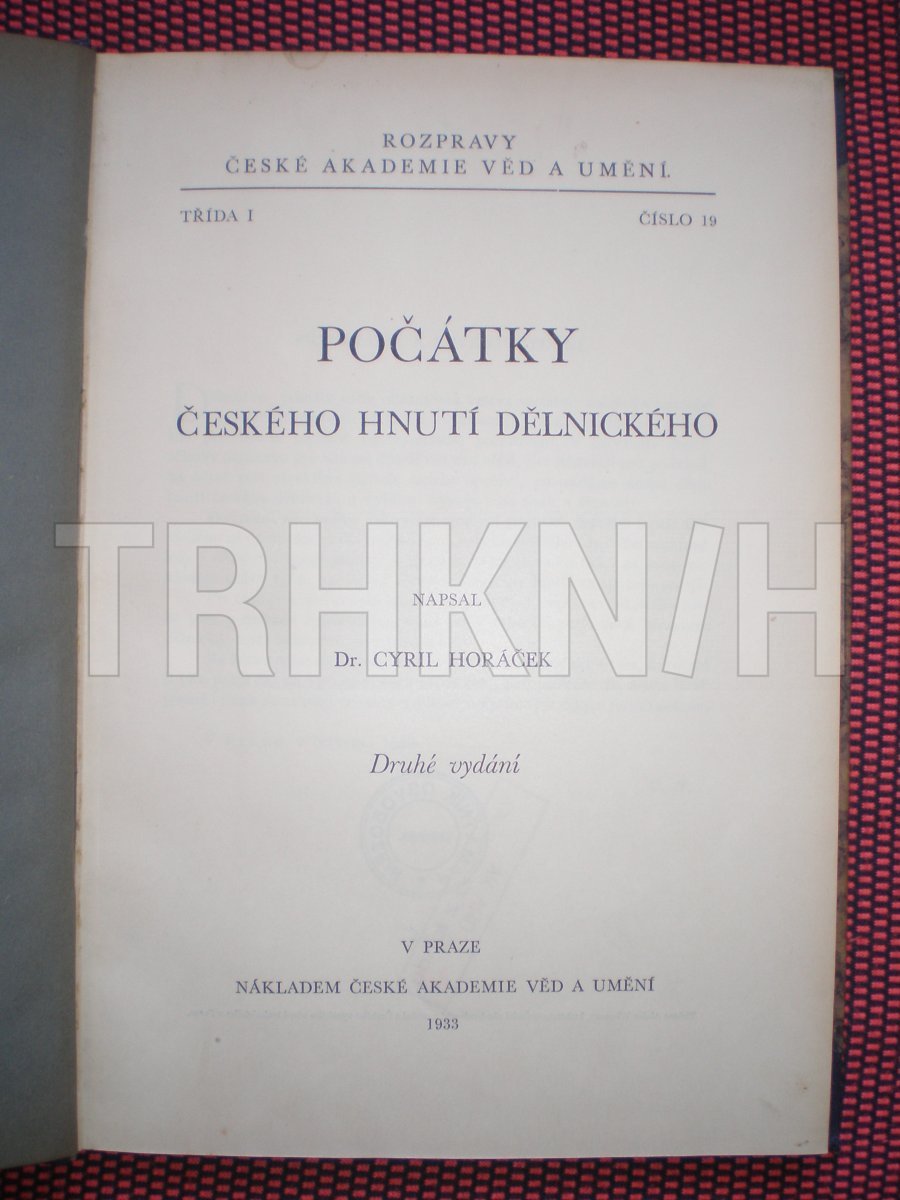 ROZPRAVY
ČESKÉ AKADEMIE VĚD A UMĚNÍ.
TŘÍDA I
ČÍSLO 19
POČÁTKY
ČESKÉHO HNUTÍ DĚLNICKÉHO
TRHKNIH
NAPSAL
Dr. CYRIL HORÁČEK
Druhé vydání
V PRAZE
NÁKLADEM ČESKÉ AKADEMIE VĚD A UMĚNÍ
1933